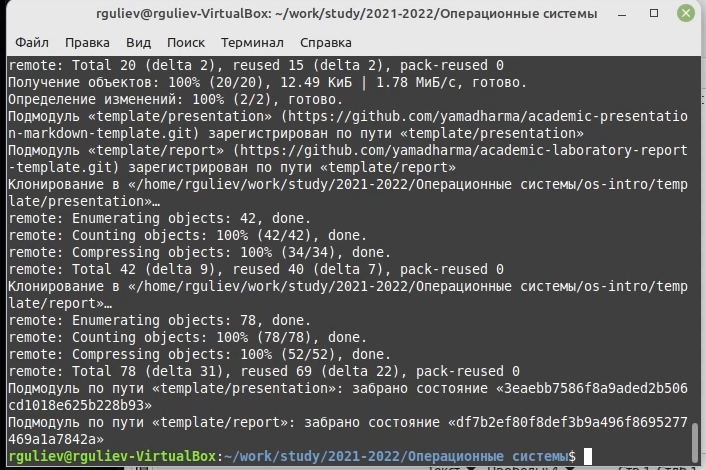 rguliev@rguliev-VirtualBox: ~/work/study/2021-2022/Операционные системы
Файл Правка Вид Поиск Терминал Справка
remote: Total 20 (delta 2), reused 15 (delta 2), pack-reused 0
Получение объектов: 100% (20/20), 12.49 КиБ | 1.78 МиБ/с, готово.
Определение изменений: 100% (2/2), готово.
Подмодуль «template/presentation» (https://github.com/yamadharma/academic-presentatio
n-markdown-template.git) зарегистрирован по пути «template/presentation»
Подмодуль «template/report» (https://github.com/yamadharma/academic-laboratory-report
-template.git) зарегистрирован по пути «template/report»
Клонирование в «/home/rguliev/work/study/2021-2022/Операционные системы/os-intro/temp
late/presentation»…
remote: Enumerating objects: 42, done.
remote: Counting objects: 100% (42/42), done.
remote: Compressing objects: 100% (34/34), done.
remote: Total 42 (delta 9), reused 40 (delta 7), pack-reused 0
Клонирование в «/home/rguliev/work/study/2021-2022/Операционные системы/os-intro/temp
late/report»…
remote: Enumerating objects: 78, done.
remote: Counting objects: 100% (78/78), done.
remote: Compressing objects: 100% (52/52), done.
remote: Total 78 (delta 31), reused 69 (delta 22), pack-reused 0
Подмодуль по пути «template/presentation»: забрано состояние «3eaebb7586f8a9aded2b506
cd1018e625b228b93»
Подмодуль по пути «template/report»: забрано состояние «df7b2ef80f8def3b9a496f8695277
469a1a7842a»
rguliev@rguliev-VirtualBox:~/work/study/2021-2022/Операционные системы$